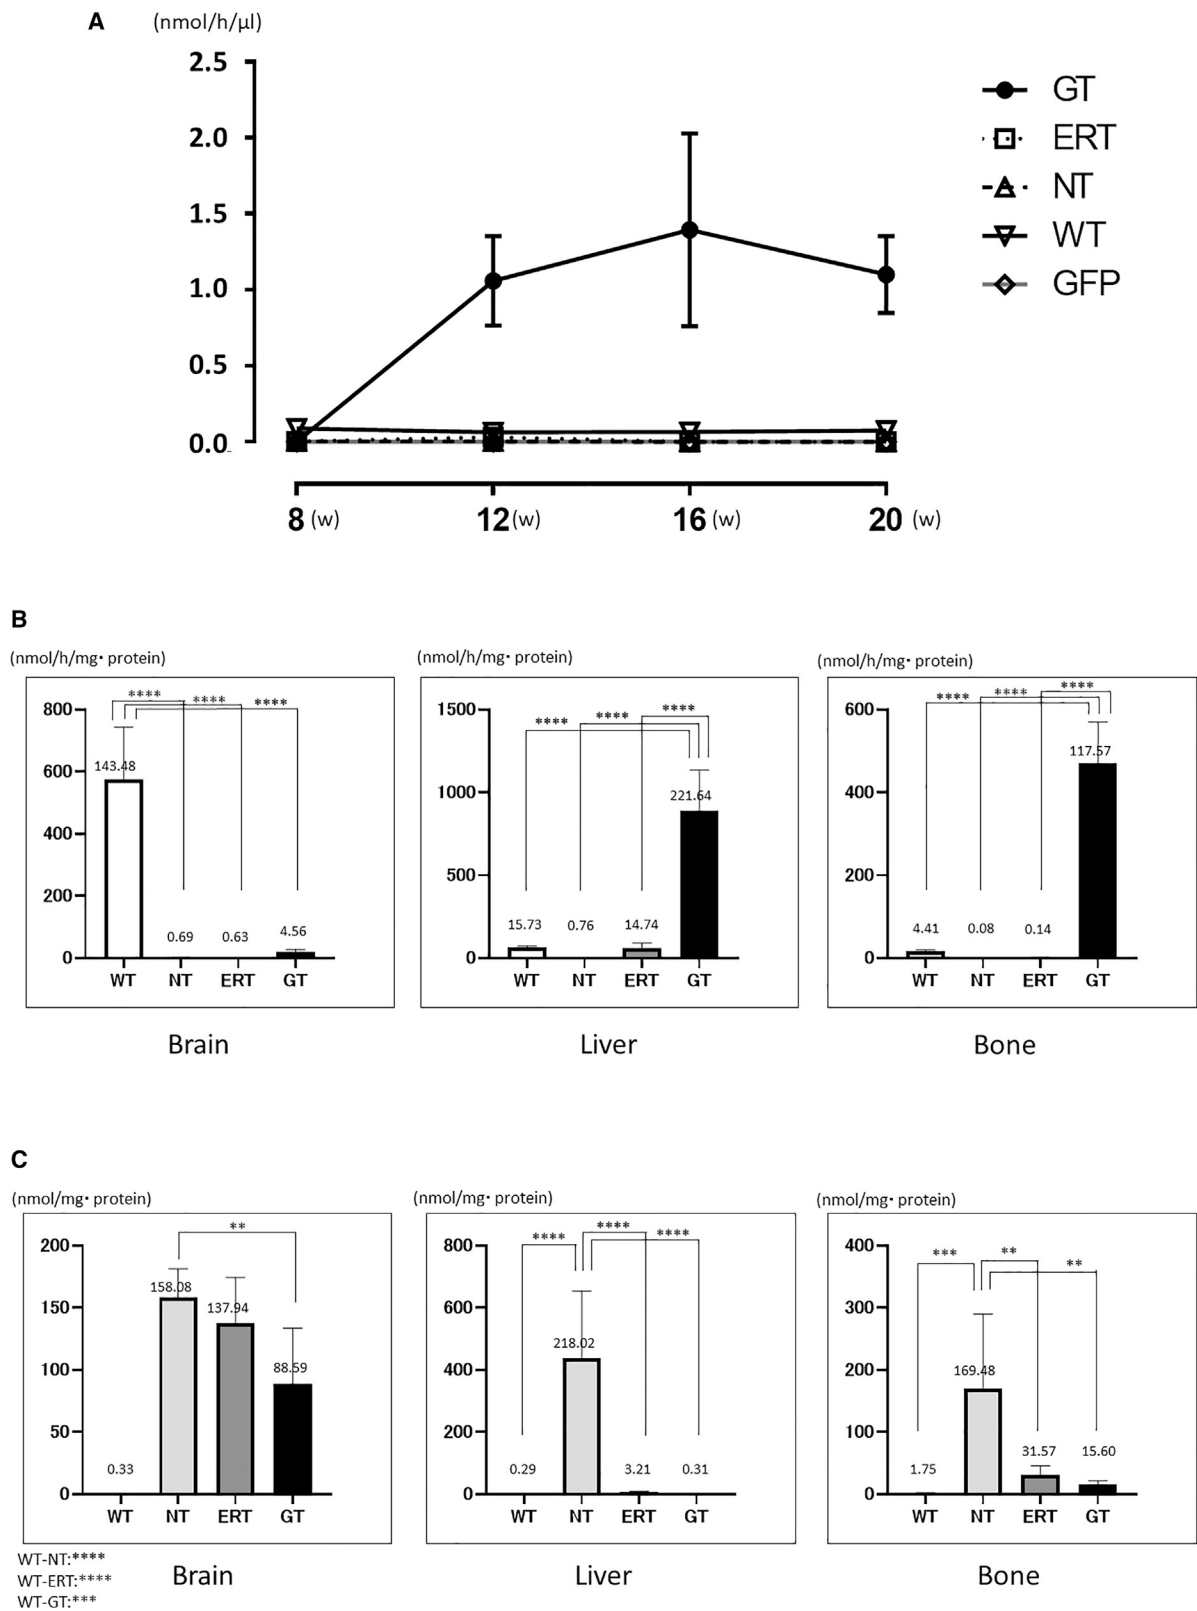 A
(nmol/h/μl)
2.5
2.0
1.5
1.0
0.5
0.0
8 (w) 12 (w) 16 (w) 20 (w)
GT
ERT
NT
WT
GFP
B
(nmol/h/mg・protein)
800
600
400
200
0
**** **** ****
143.48 0.69 0.63 4.56
WT NT ERT GT
Brain
(nmol/h/mg・protein)
1500
1000
500
0
**** **** ****
15.73 0.76 14.74 221.64
WT NT ERT GT
Liver
(nmol/h/mg・protein)
600
400
200
0
**** **** ****
4.41 0.08 0.14 117.57
WT NT ERT GT
Bone
C
(nmol/mg・protein)
200
150
100
50
0
**
0.33 158.08 137.94 88.59
WT NT ERT GT
WT-NT:****
WT-ERT:****
WT-GT:***
Brain
(nmol/mg・protein)
800
600
400
200
0
**** **** ****
0.29 218.02 3.21 0.31
WT NT ERT GT
Liver
(nmol/mg・protein)
400
300
200
100
0
*** ** **
1.75 169.48 31.57 15.60
WT NT ERT GT
Bone